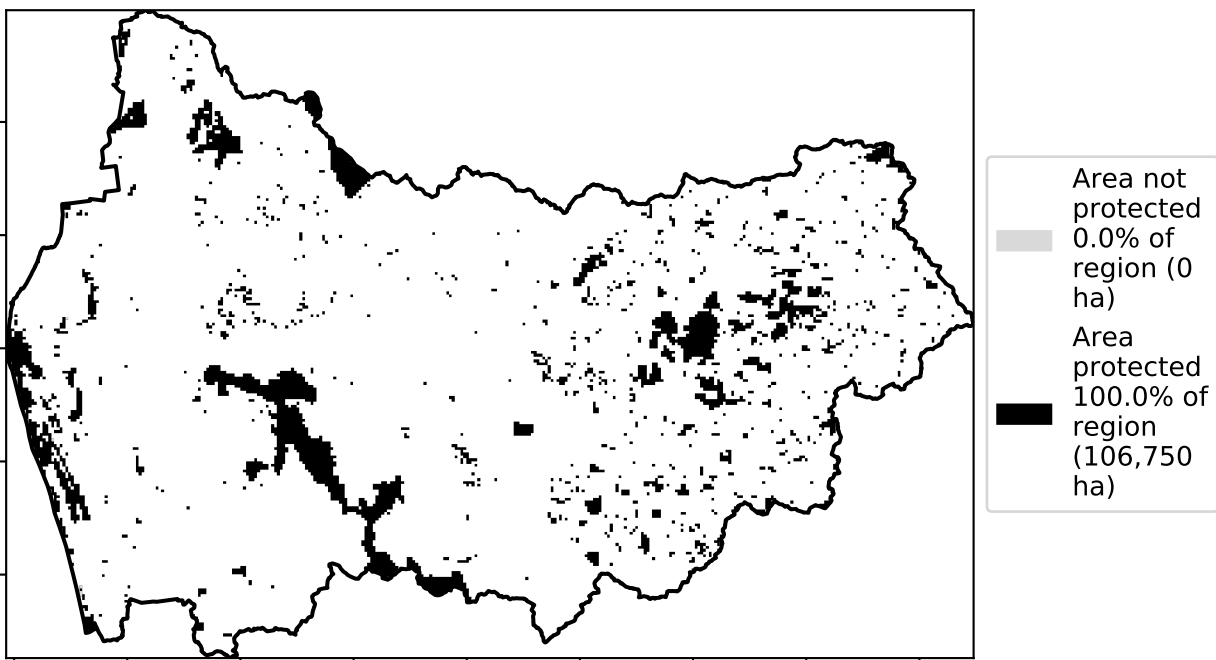 Area not
protected
0.0% of
region (0
ha)
Area
protected
100.0% of
region
(106,750
ha)